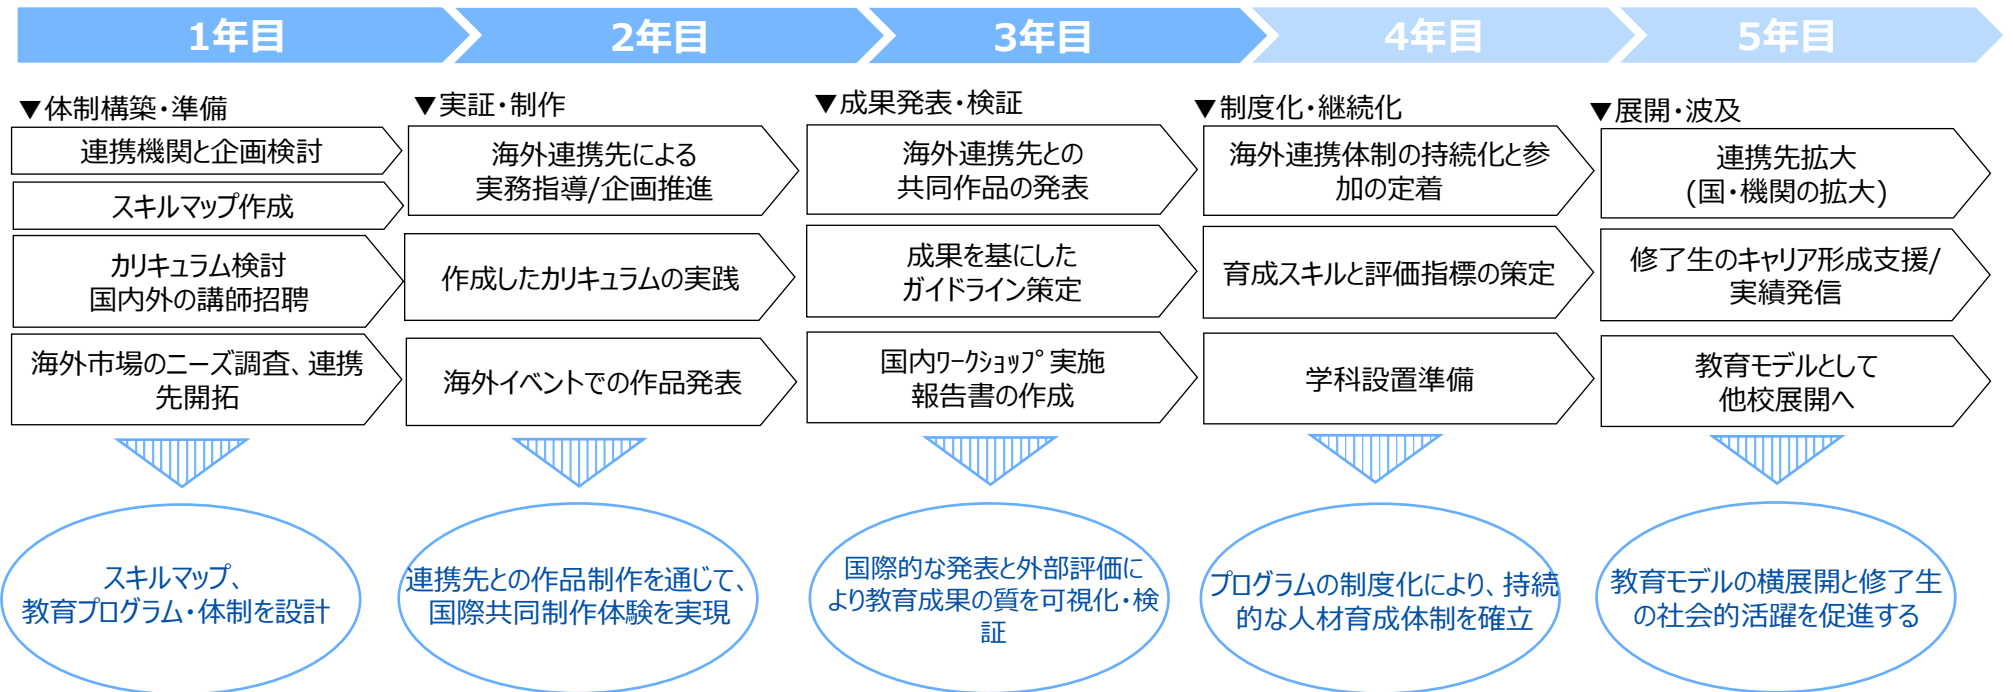 1年目
2年目
3年目
4年目
5年目
▼体制構築・準備
連携機関と企画検討
スキルマップ作成
カリキュラム検討
国内外の講師招聘
海外市場のニーズ調査、連携
先開拓
スキルマップ、
教育プログラム・体制を設計
▼実証・制作
海外連携先による
実務指導/企画推進
作成したカリキュラムの実践
海外イベントでの作品発表
連携先との作品制作を通じて、
国際共同制作体験を実現
▼成果発表・検証
海外連携先との
共同作品の発表
成果を基にした
ガイドライン策定
国内ﾜｰｸｼｮｯﾌﾟ実施
報告書の作成
国際的な発表と外部評価に
より教育成果の質を可視化・検
証
▼制度化・継続化
海外連携体制の持続化と参
加の定着
育成スキルと評価指標の策定
学科設置準備
プログラムの制度化により、持続
的な人材育成体制を確立
▼展開・波及
連携先拡大
(国・機関の拡大)
修了生のキャリア形成支援/
実績発信
教育モデルとして
他校展開へ
教育モデルの横展開と修了生
の社会的活躍を促進する